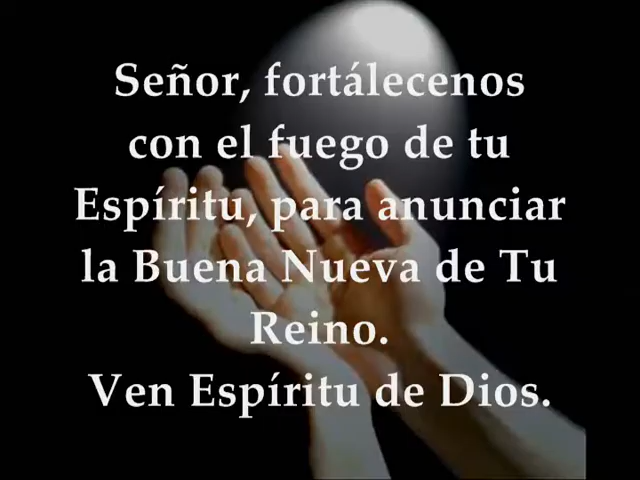 Señor, fortálecenos
con el fuego de tu
Espíritu, para anunciar
la Buena Nueva de Tu
Reino.
Ven Espíritu de Dios.